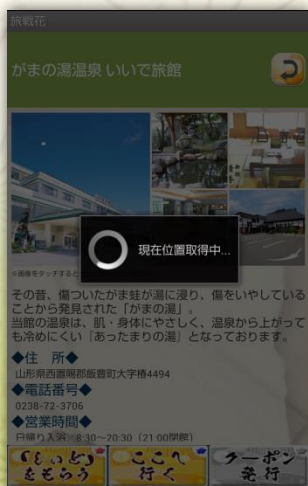 旅戦花
がまの湯温泉 いいで旅館
現在位置取得中...
※画像をタッチすると
その昔、傷ついたがま蛙が湯に浸り、傷をいやしている
ことから発見された「がまの湯」。
当館の温泉は、肌・身体にやさしく、温泉から上がって
も冷めにくい「あったまりの湯」となっております。
◆住 所◆
山形県西置賜郡飯豊町大字椿4494
◆電話番号◆
0238-72-3706
◆営業時間◆
日帰り入浴 8:30~20:30 (21:00閉館)
ここへ
行く
クーポン
発行